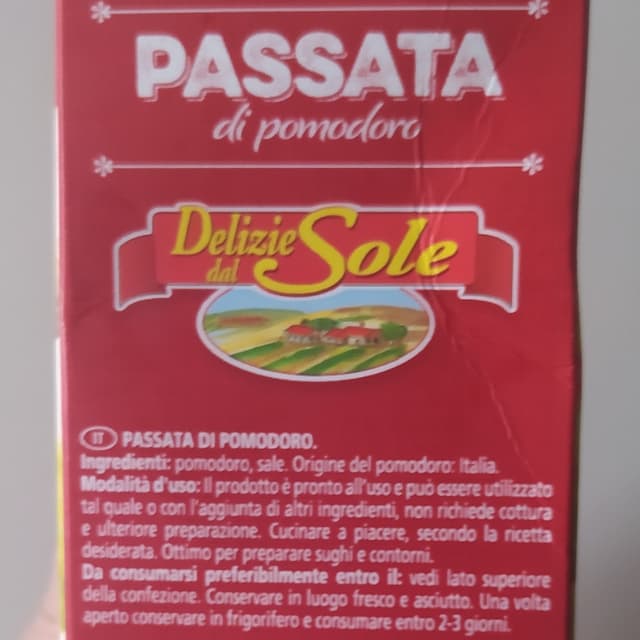 PASSATA
di pomodoro
Delizie
dal Sole
IT PASSATA DI POMODORO.
Ingredienti: pomodoro, sale. Origine del pomodoro: Italia.
Modalità d'uso: Il prodotto è pronto all'uso e può essere utilizzato
tal quale o con l'aggiunta di altri ingredienti, non richiede cottura
e ulteriore preparazione. Cucinare a piacere, secondo la ricetta
desiderata. Ottimo per preparare sughi e contorni.
Da consumarsi preferibilmente entro il: vedi lato superiore
della confezione. Conservare in luogo fresco e asciutto. Una volta
aperto conservare in frigorifero e consumare entro 2-3 giorni.